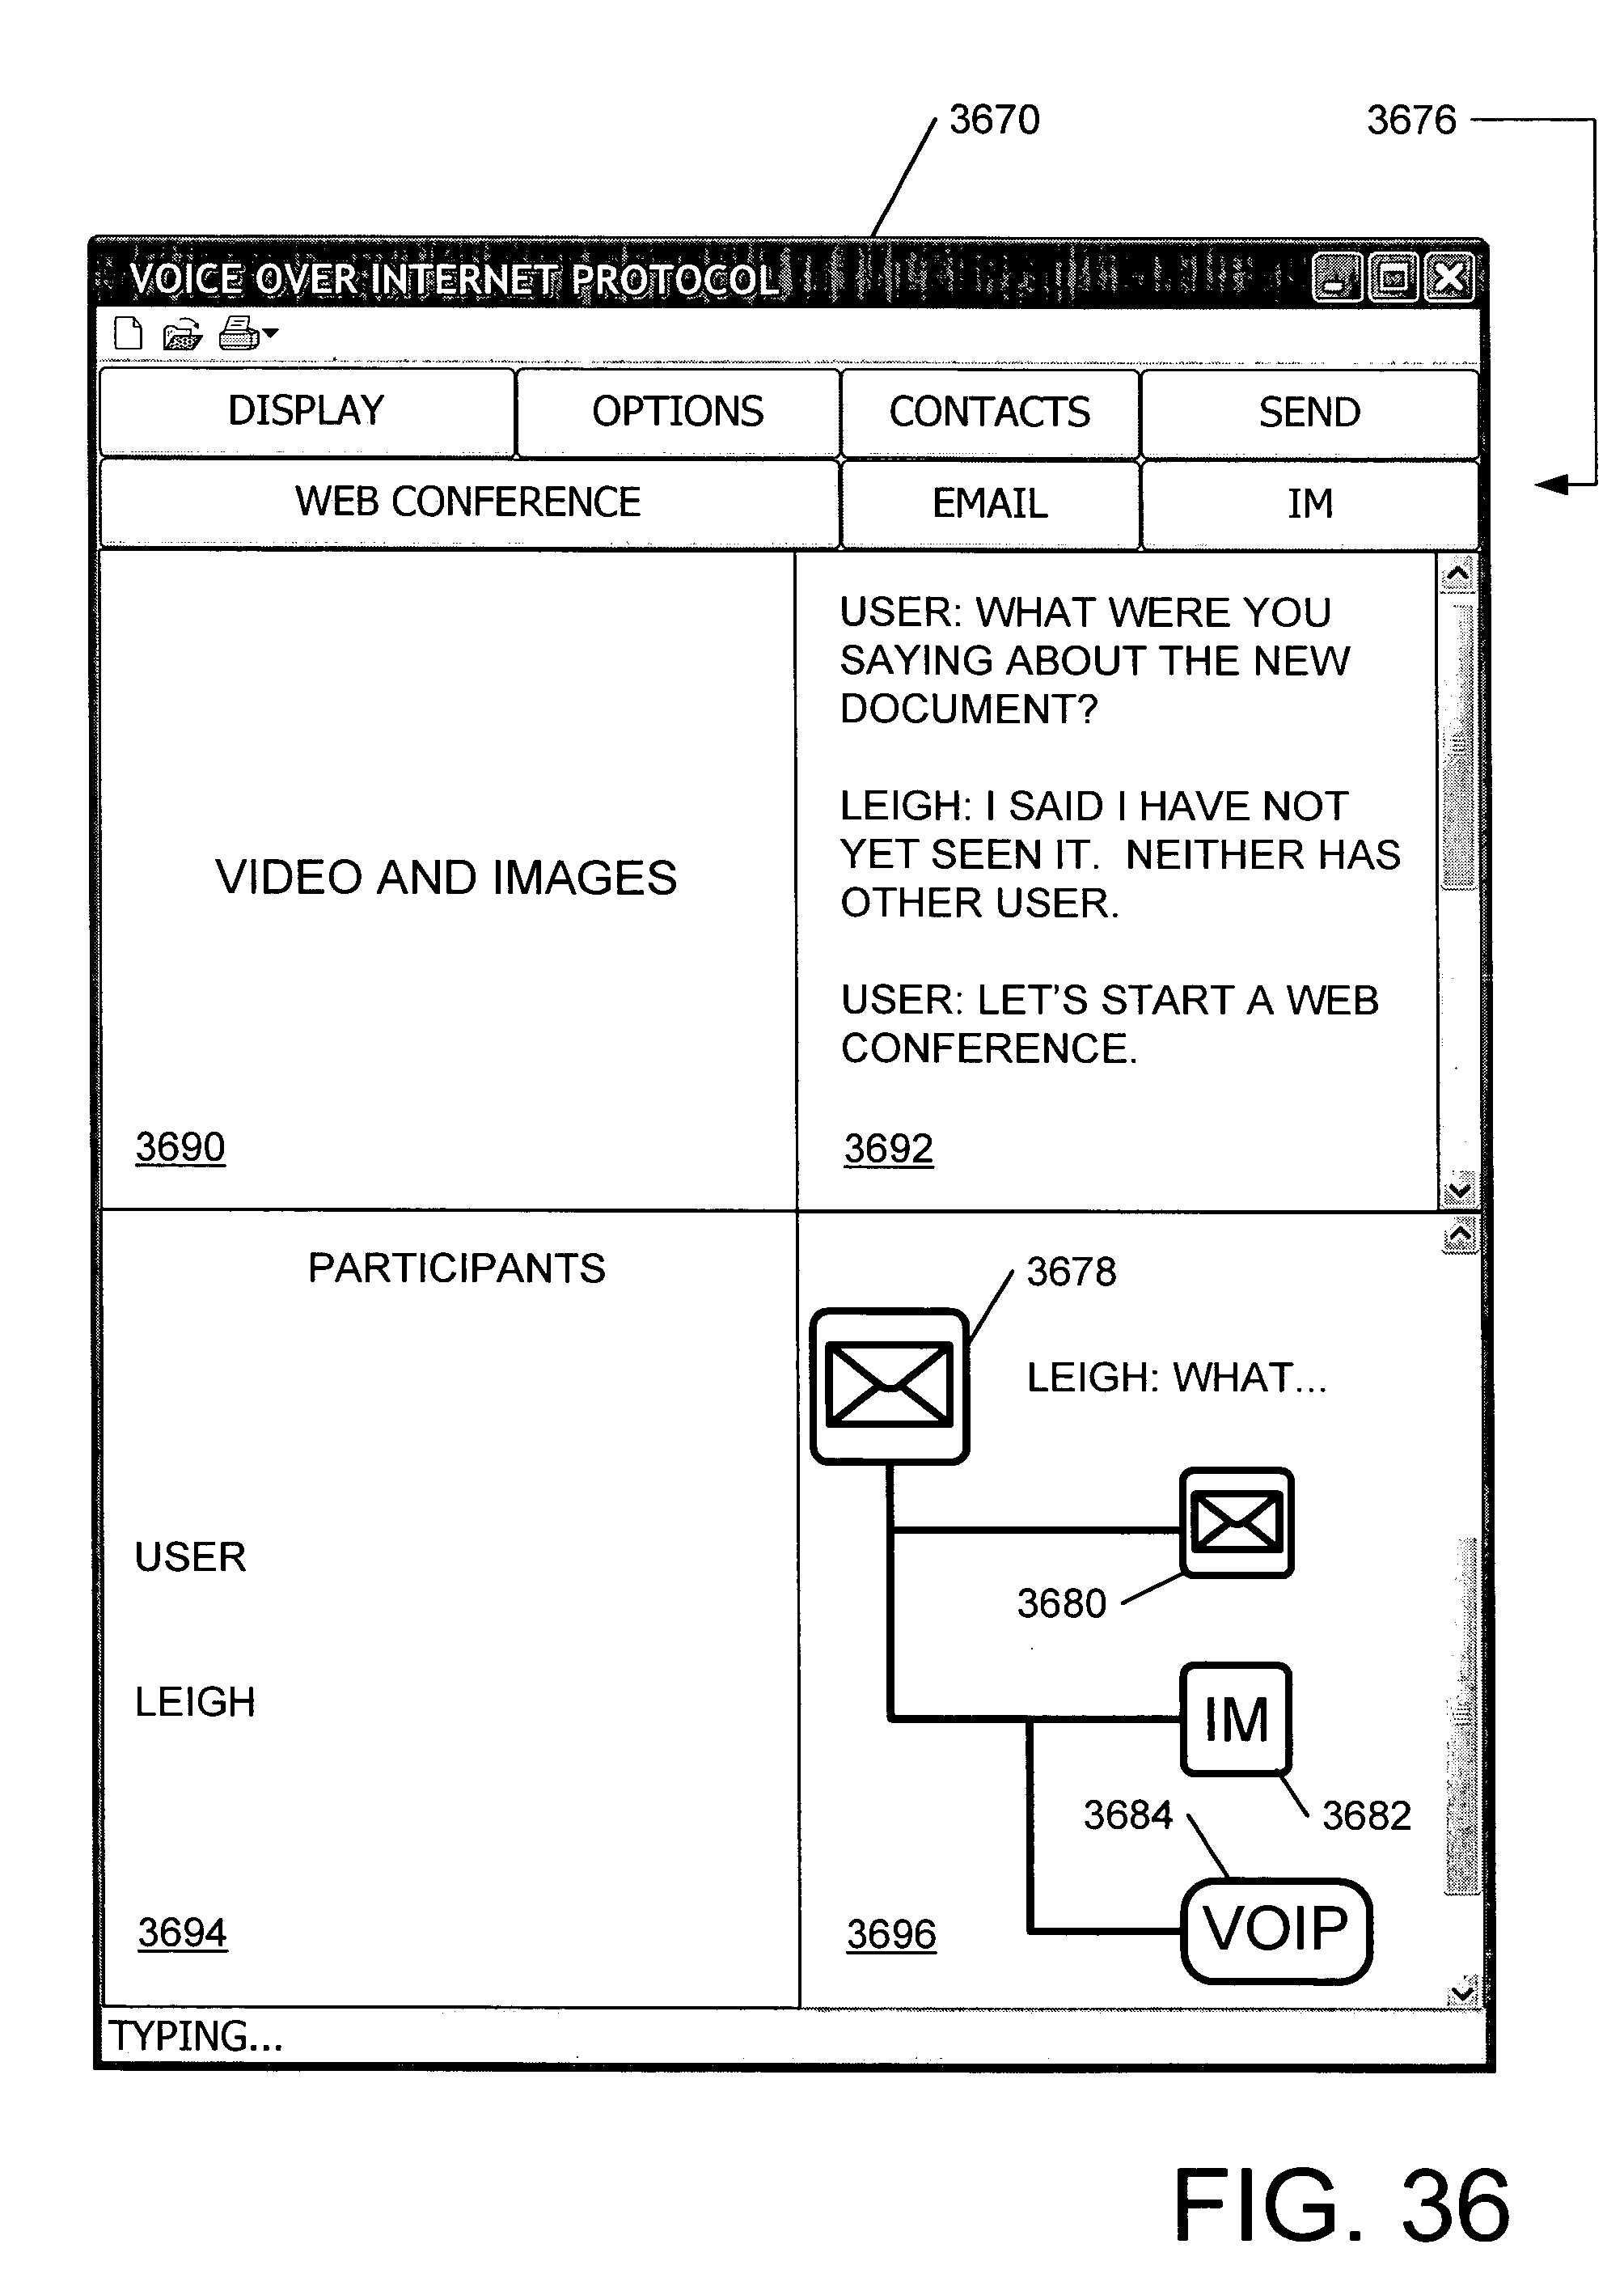 3670
3676
VOICE OVER INTERNET PROTOCOL
DISPLAY
OPTIONS
CONTACTS
SEND
WEB CONFERENCE
EMAIL
IM
VIDEO AND IMAGES
3690
USER: WHAT WERE YOU
SAYING ABOUT THE NEW
DOCUMENT?
LEIGH: I SAID I HAVE NOT
YET SEEN IT. NEITHER HAS
OTHER USER.
USER: LET'S START A WEB
CONFERENCE.
3692
PARTICIPANTS
USER
LEIGH
3694
3678
LEIGH: WHAT...
3680
IM
3684
3682
VOIP
3696
TYPING...
FIG. 36